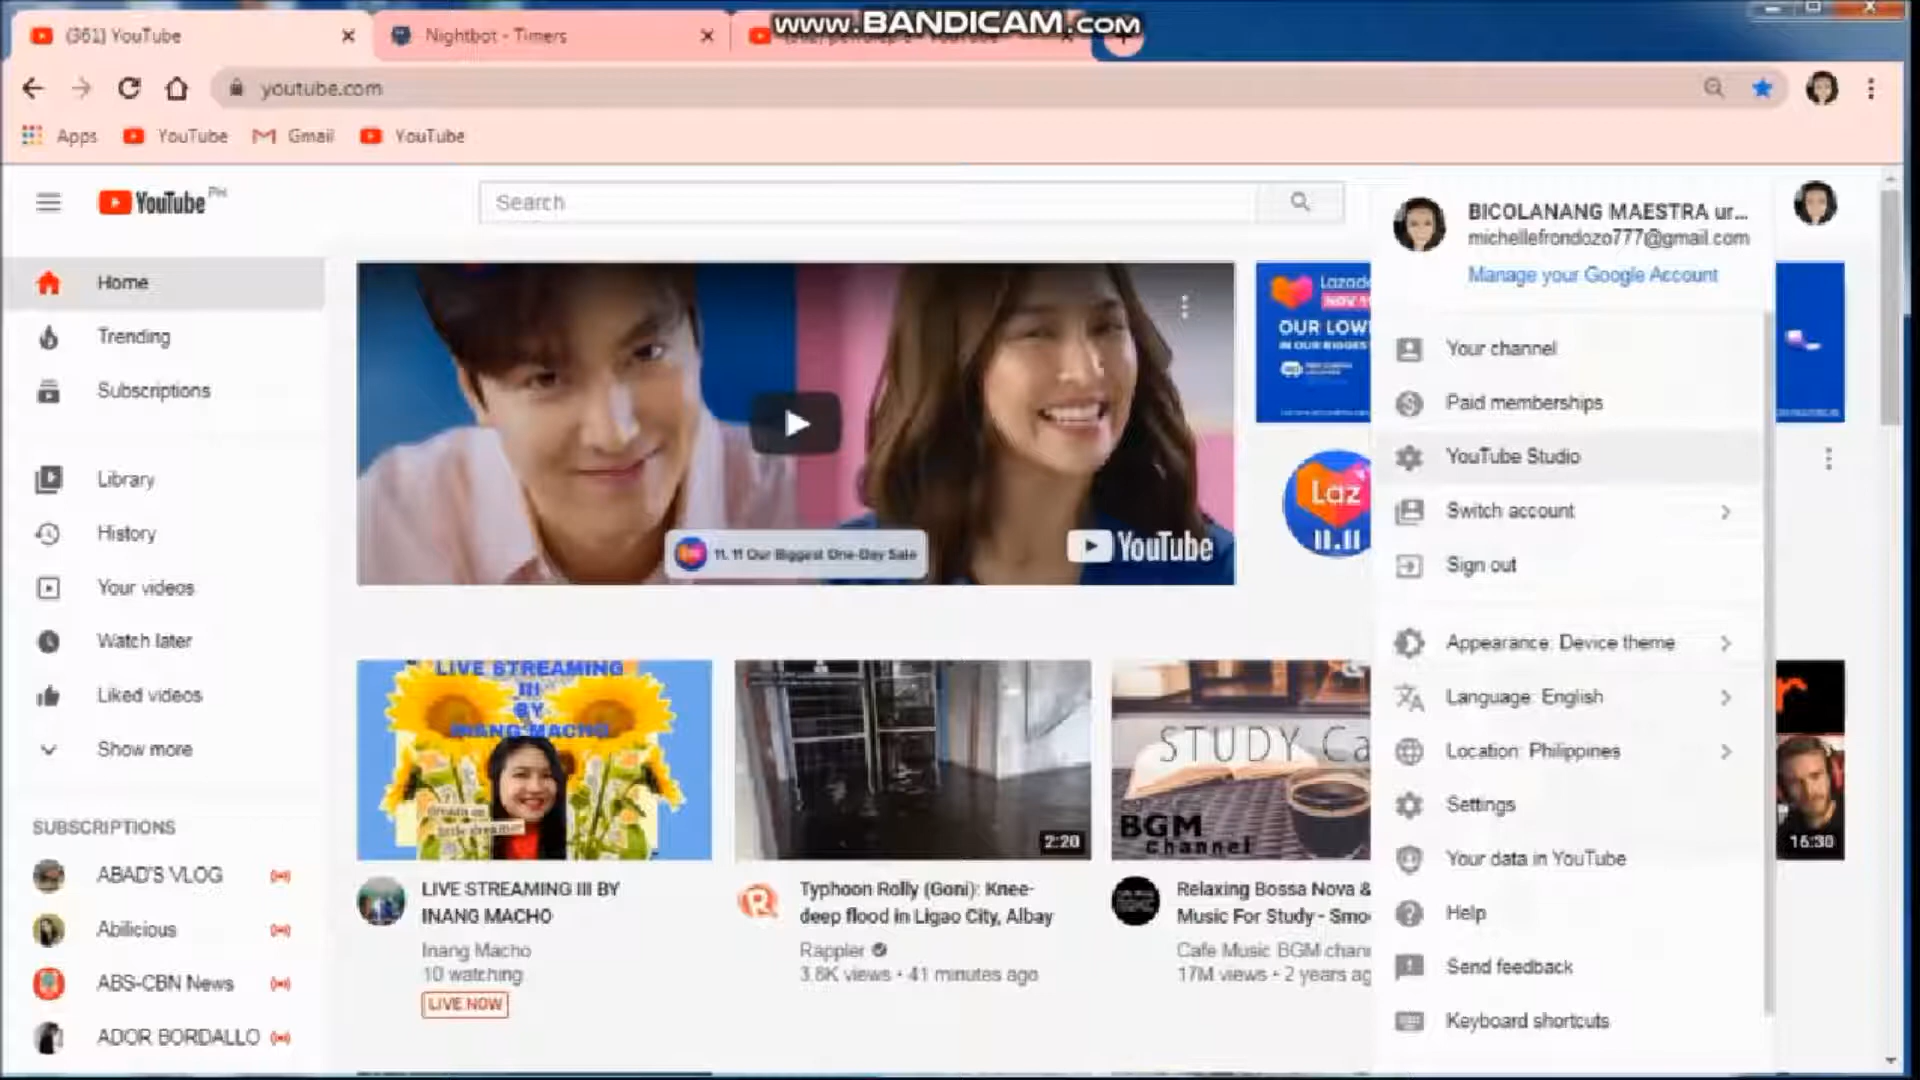 www.BANDICAM.com
(361) YouTube
Nightbot - Timers
youtube.com
Apps
YouTube
Gmail
YouTube
YouTube PH
Search
BICOLANANG MAESTRA ur...
michellefrondozo777@gmail.com
Manage your Google Account
Home
Trending
Subscriptions
Library
History
Your videos
Watch later
Liked videos
Show more
SUBSCRIPTIONS
ABAD'S VLOG
Abilicious
ABS-CBN News
ADOR BORDALLO
11. 11 Our Biggest One-Day Sale
YouTube
OUR LOW
Laz
11.11
LIVE STREAMING
III
BY
INANG MACHO
2:20
STUDY Ca
BGM
channel
16:30
LIVE STREAMING III BY
INANG MACHO
Inang Macho
10 watching
LIVE NOW
Typhoon Rolly (Goni): Knee-
deep flood in Ligao City, Albay
Rappler
3.8K views • 41 minutes ago
Relaxing Bossa Nova &
Music For Study - Smo
Cafe Music BGM chan
17M views • 2 years ag
Your channel
Paid memberships
YouTube Studio
Switch account
Sign out
Appearance: Device theme
Language: English
Location: Philippines
Settings
Your data in YouTube
Help
Send feedback
Keyboard shortcuts